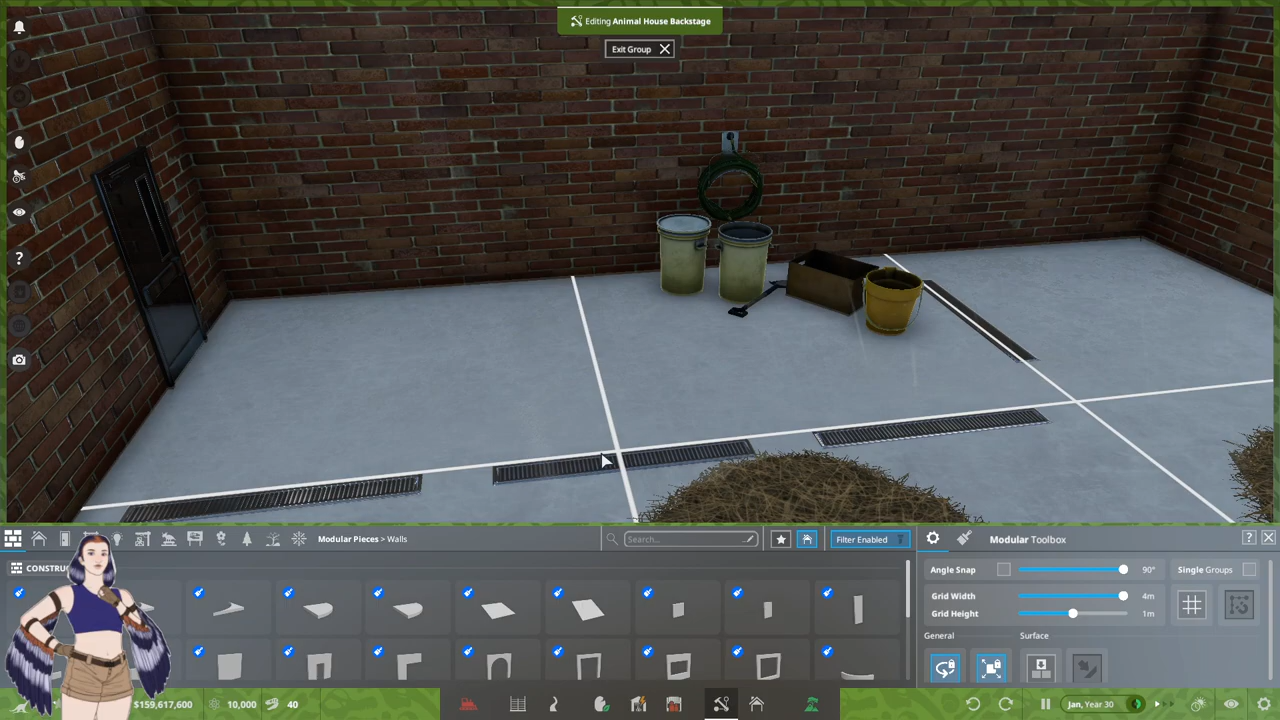 Editing Animal House Backstage
Exit Group
Modular Pieces > Walls
Search...
Filter Enabled
Modular Toolbox
?
CONSTRUC
Angle Snap
90°
Single Groups
Grid Width
4m
Grid Height
1m
General
Surface
$159,617,600
10,000
40
Jan, Year 30